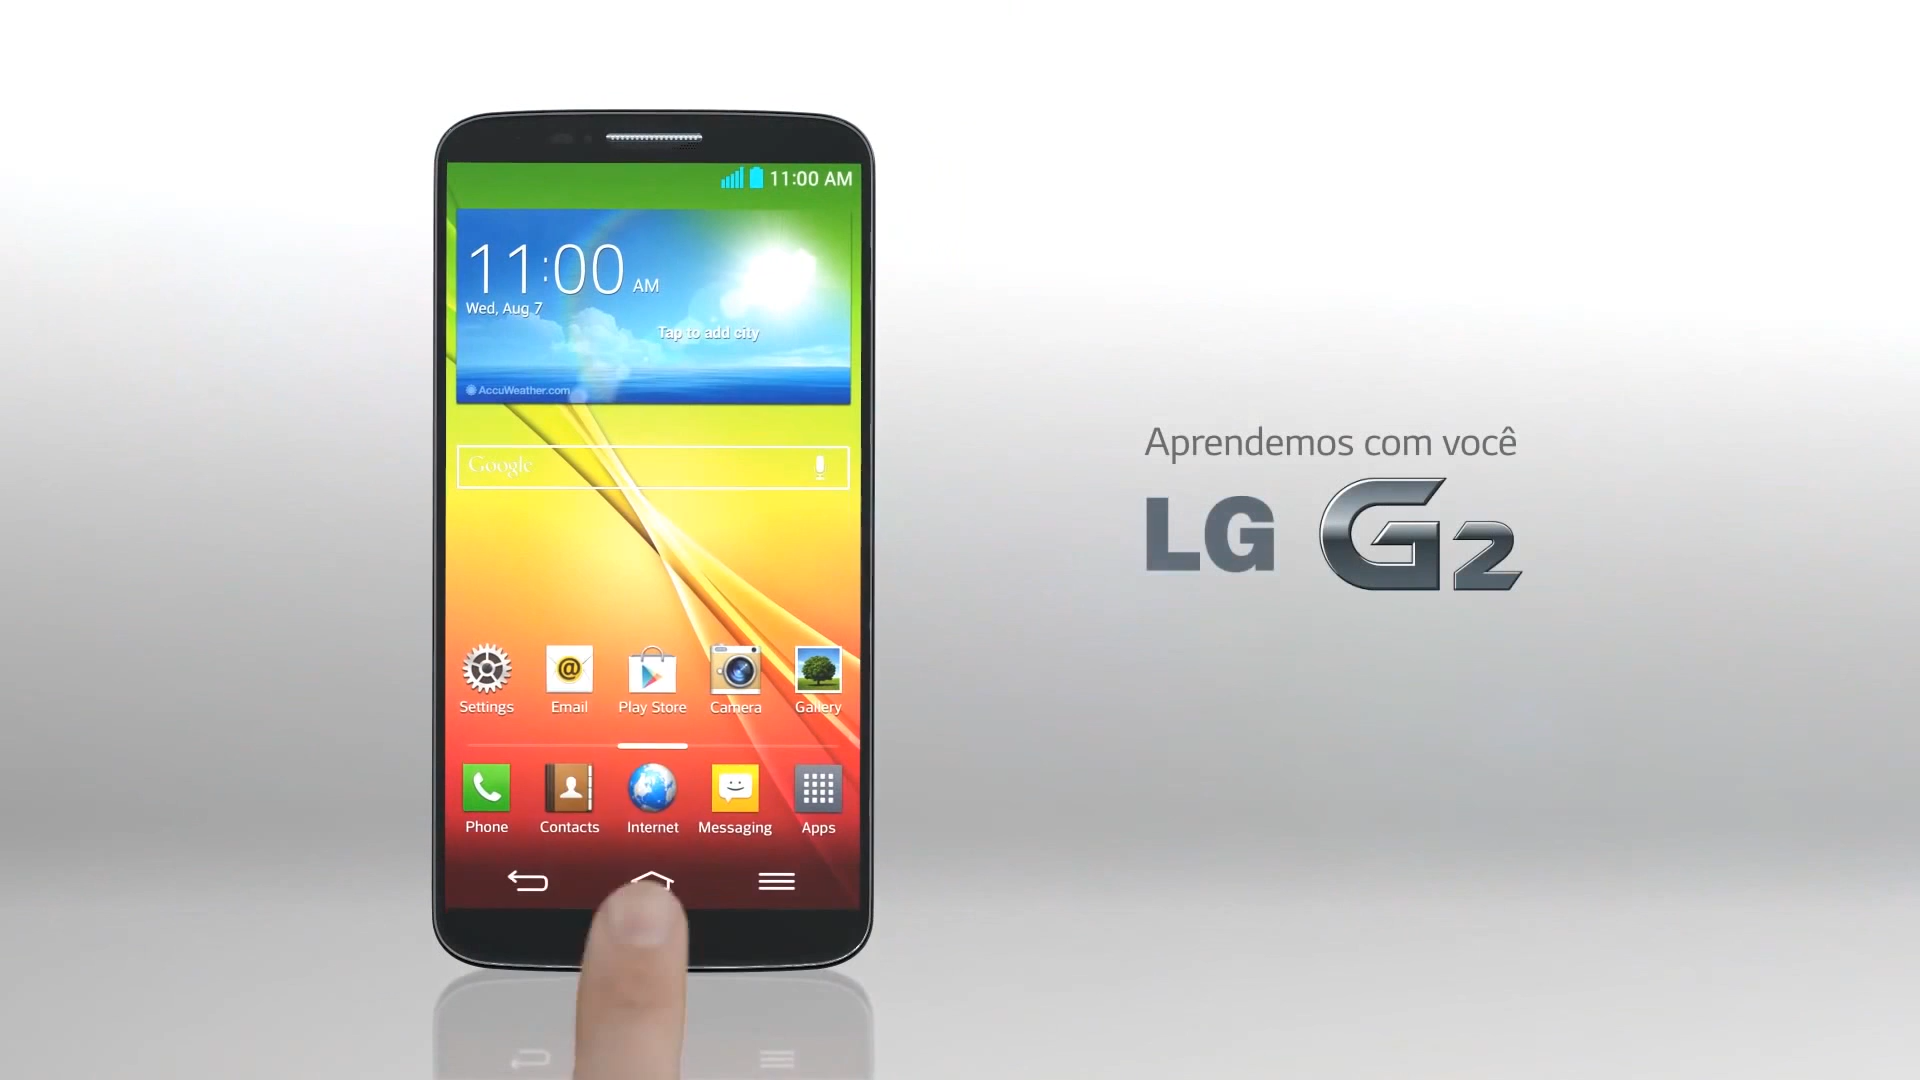 11:00 AM
11:00 AM
Wed, Aug 7
Tap to add city
AccuWeather.com
Google
Settings Email Play Store Camera Gallery
Phone Contacts Internet Messaging Apps
Aprendemos com você
LG G2